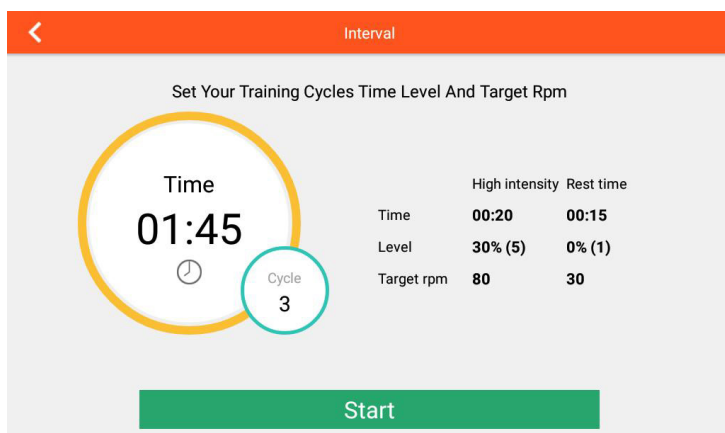 Interval
Set Your Training Cycles Time Level And Target Rpm
Time
01:45
Cycle
3
High intensity Rest time
Time 00:20 00:15
Level 30% (5) 0% (1)
Target rpm 80 30
Start